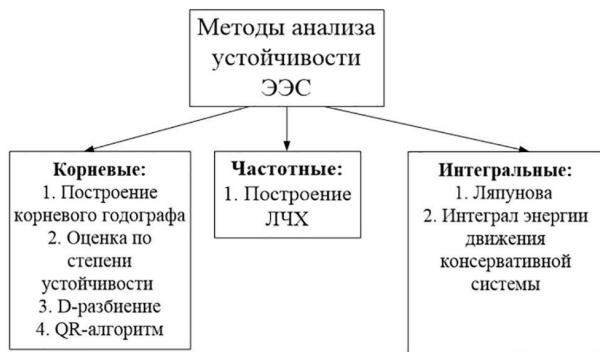 Методы анализа
устойчивости
ЭЭС
Корневые:
1. Построение
корневого годографа
2. Оценка по
степени
устойчивости
3. D-разбиение
4. QR-алгоритм
Частотные:
1. Построение
ЛЧХ
Интегральные:
1. Ляпунова
2. Интеграл энергии
движения
консервативной
системы